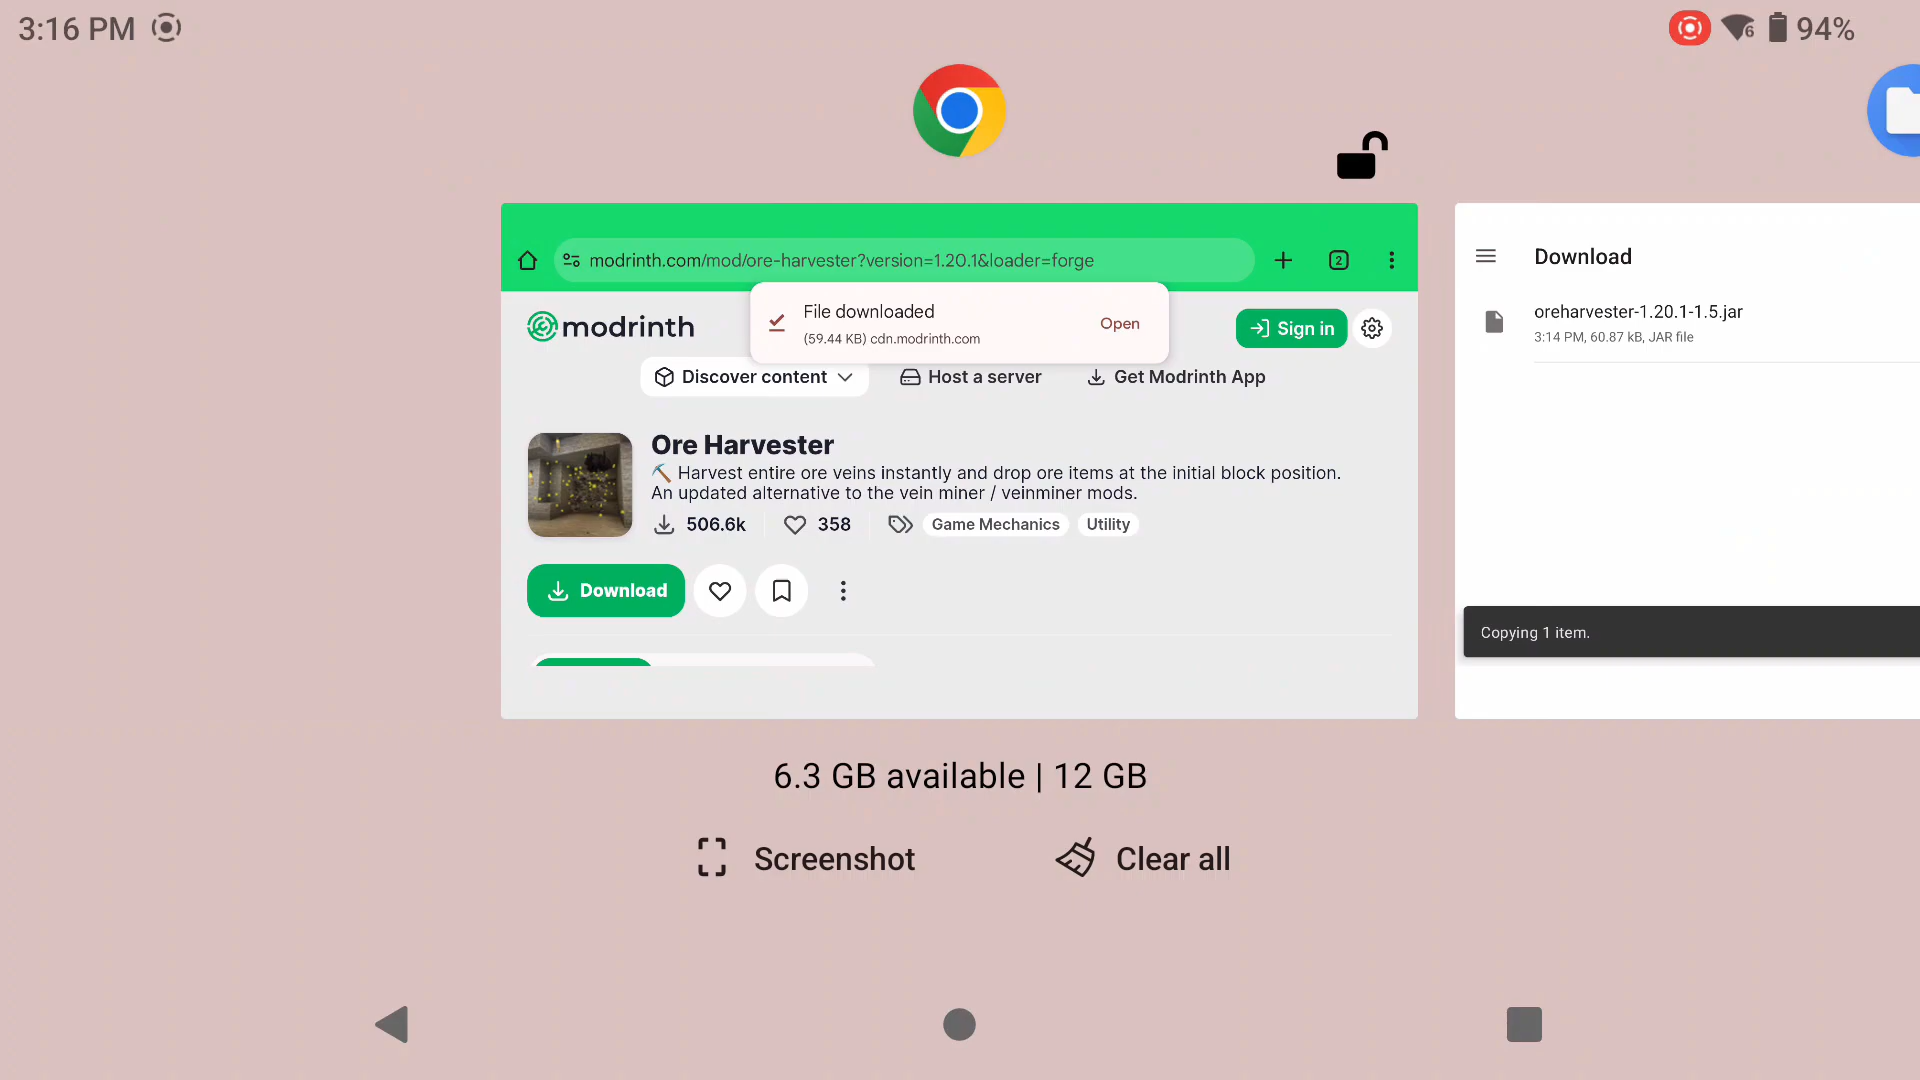 3:16 PM
6
94%
modrinth.com/mod/ore-harvester?version=1.20.1&loader=forge
2
modrinth
File downloaded
(59.44 KB) cdn.modrinth.com
Open
Sign in
Discover content
Host a server
Get Modrinth App
Ore Harvester
Harvest entire ore veins instantly and drop ore items at the initial block position.
An updated alternative to the vein miner / veinminer mods.
506.6k
358
Game Mechanics
Utility
Download
Download
oreharvester-1.20.1-1.5.jar
3:14 PM, 60.87 kB, JAR file
Copying 1 item.
6.3 GB available | 12 GB
Screenshot
Clear all